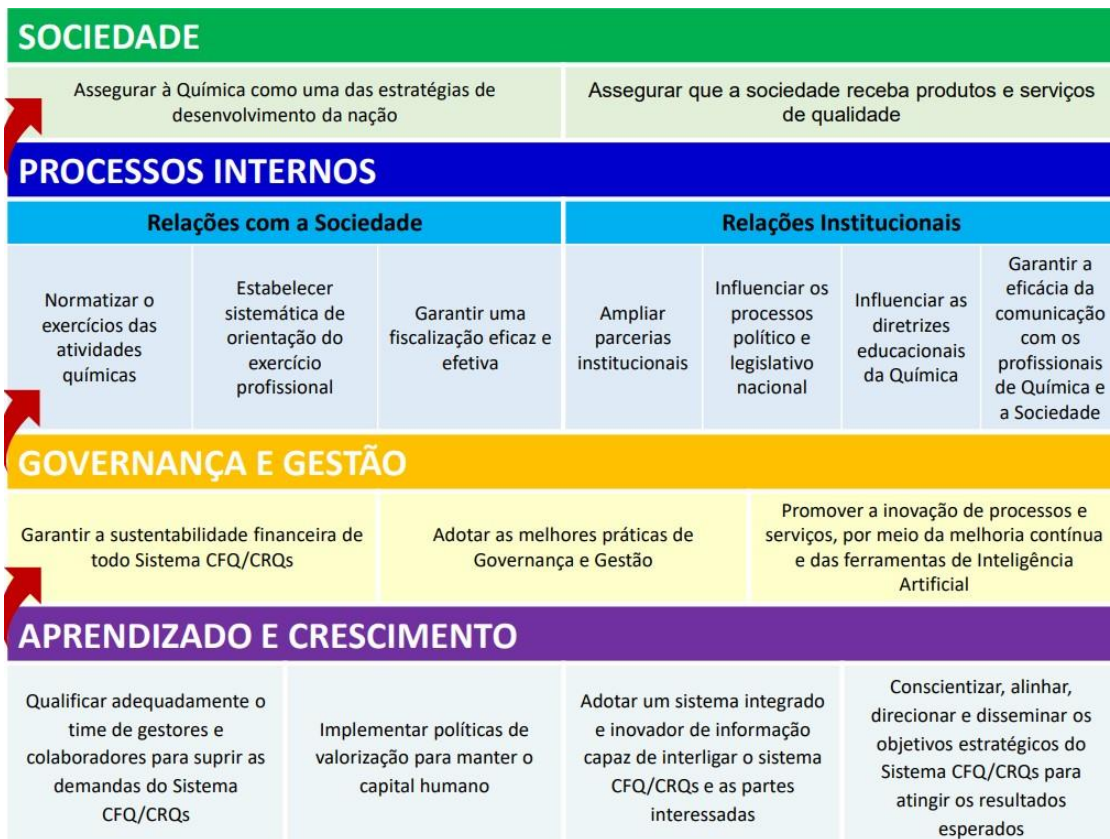 SOCIEDADE
Assegurar à Química como uma das estratégias de
desenvolvimento da nação
Assegurar que a sociedade receba produtos e serviços
de qualidade
PROCESSOS INTERNOS
Relações com a Sociedade
Relações Institucionais
Normatizar o
exercícios das
atividades
químicas
Estabelecer
sistemática de
orientação do
exercício
profissional
Garantir uma
fiscalização eficaz e
efetiva
Ampliar
parcerias
institucionais
Influenciar os
processos
político e
legislativo
nacional
Influenciar as
diretrizes
educacionais
da Química
Garantir a
eficácia da
comunicação
com os
profissionais
de Química e
a Sociedade
GOVERNANÇA E GESTÃO
Garantir a sustentabilidade financeira de
todo Sistema CFQ/CRQs
Adotar as melhores práticas de
Governança e Gestão
Promover a inovação de processos e
serviços, por meio da melhoria contínua
e das ferramentas de Inteligência
Artificial
APRENDIZADO E CRESCIMENTO
Qualificar adequadamente o
time de gestores e
colaboradores para suprir as
demandas do Sistema
CFQ/CRQs
Implementar políticas de
valorização para manter o
capital humano
Adotar um sistema integrado
e inovador de informação
capaz de interligar o sistema
CFQ/CRQs e as partes
interessadas
Conscientizar, alinhar,
direcionar e disseminar os
objetivos estratégicos do
Sistema CFQ/CRQs para
atingir os resultados
esperados